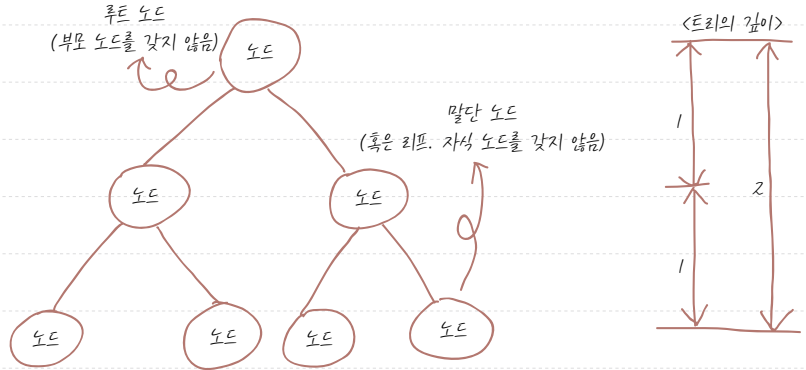 루트 노드
(부모 노드를 갖지 않음)
노드
<트리의 깊이>
말단 노드
(혹은 리프. 자식 노드를 갖지 않음)
노드
노드
1
2
1
노드
노드
노드
노드